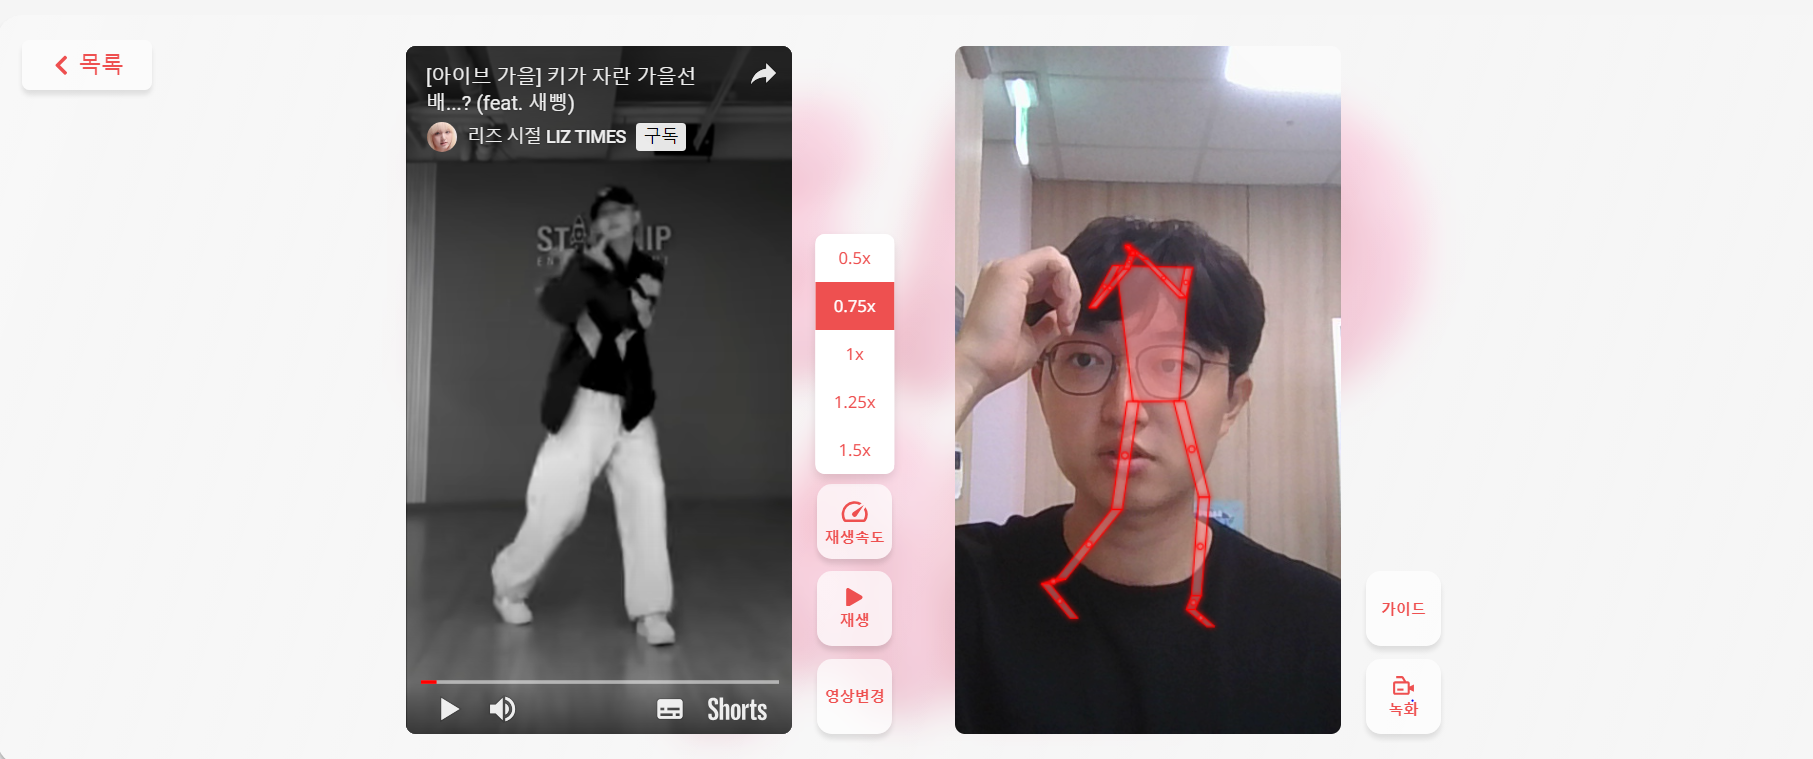 목록
[아이브 가을] 키가 자란 가을선
배...? (feat. 새삥)
리즈 시절 LIZ TIMES 구독
0.5x
0.75x
1x
1.25x
1.5x
재생속도
재생
영상변경
Shorts
가이드
녹화